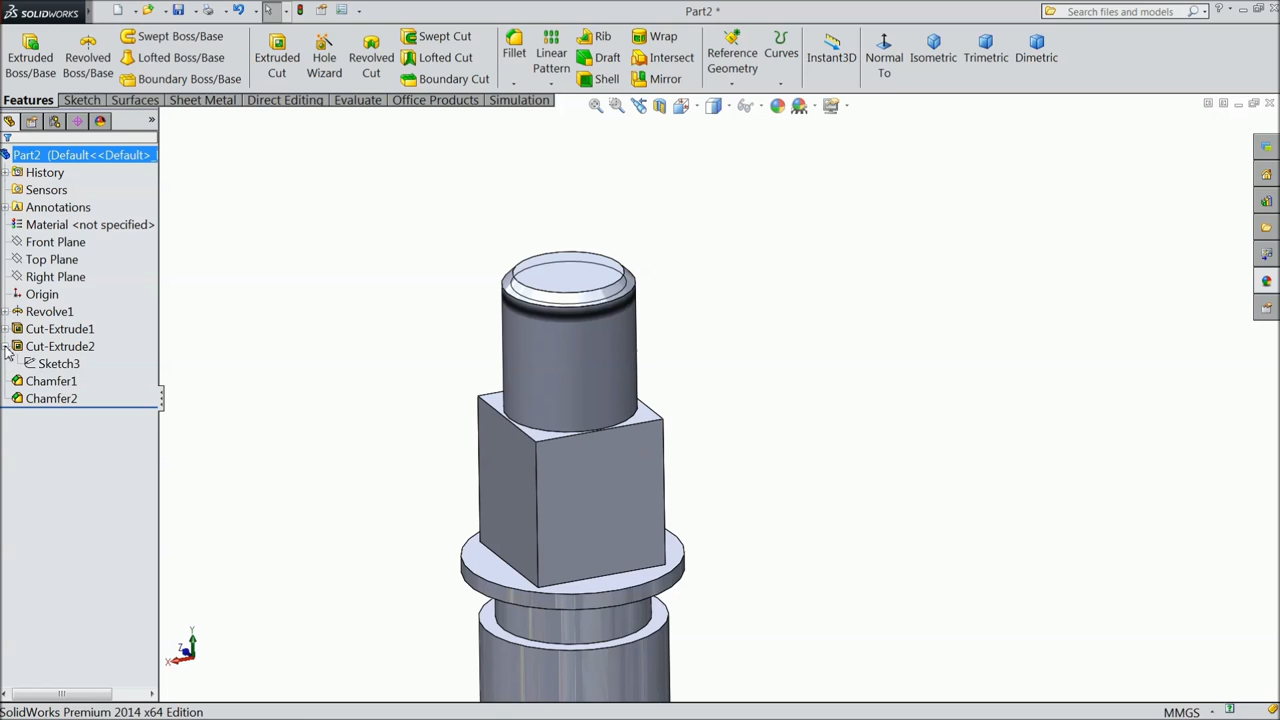 SOLIDWORKS
Part2 *
Search files and models
Extruded Boss/Base
Revolved Boss/Base
Swept Boss/Base
Lofted Boss/Base
Boundary Boss/Base
Extruded Cut
Hole Wizard
Revolved Cut
Swept Cut
Lofted Cut
Boundary Cut
Fillet
Linear Pattern
Rib
Draft
Shell
Wrap
Intersect
Mirror
Reference Geometry
Curves
Instant3D
Normal To
Isometric
Trimetric
Dimetric
Features
Sketch
Surfaces
Sheet Metal
Direct Editing
Evaluate
Office Products
Simulation
Part2 (Default<<Default>_
History
Sensors
Annotations
Material <not specified>
Front Plane
Top Plane
Right Plane
Origin
Revolve1
Cut-Extrude1
Cut-Extrude2
Sketch3
Chamfer1
Chamfer2
Y
Z
X
SolidWorks Premium 2014 x64 Edition
MMGS